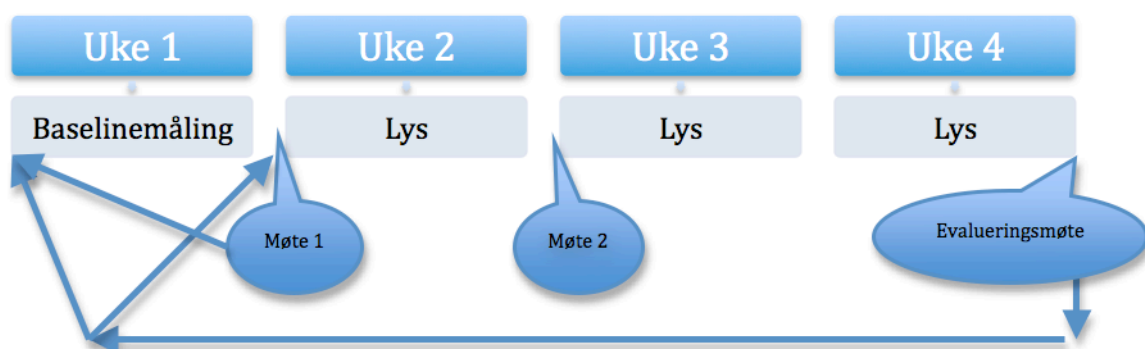 Uke 1
Uke 2
Uke 3
Uke 4
Baselinemåling
Lys
Lys
Lys
Møte 1
Møte 2
Evalueringsmøte